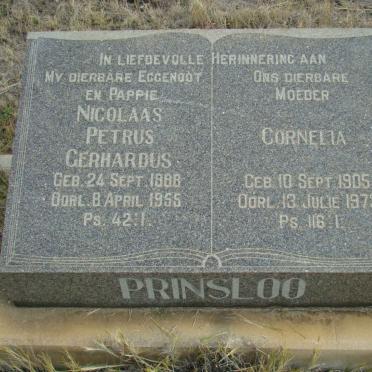 IN LIEFDEVOLLE HERINNERING AAN
MY DIERBARE EGGENOOT
EN PAPPIE
NICOLAAS
PETRUS
GERHARDUS
GEB. 24 SEPT. 1888
OORL. 8 APRIL 1955
PS. 42:1.
ONS DIERBARE
MOEDER
CORNELIA
GEB. 10 SEPT. 1905
OORL. 13 JULIE
PS. 116:1.
PRINSLOO